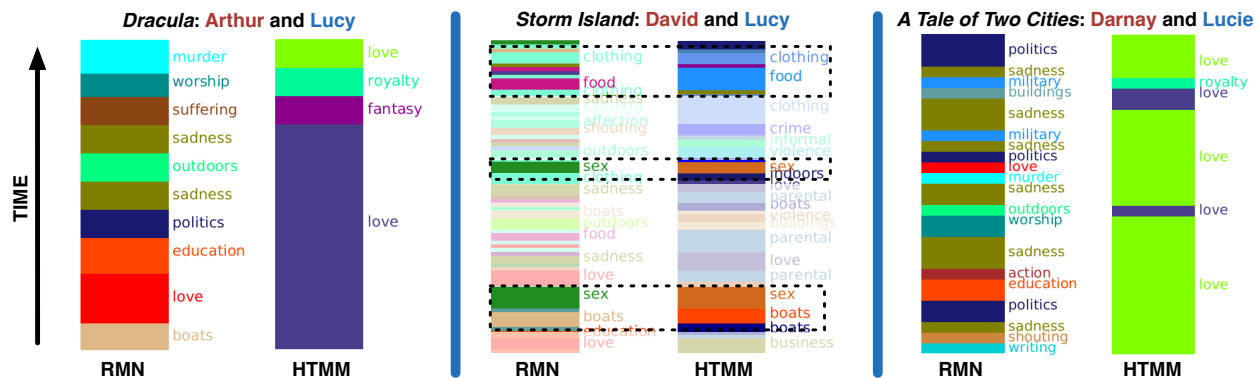 Dracula: Arthur and Lucy
TIME
murder
worship
suffering
sadness
outdoors
sadness
politics
education
love
boats
RMN
love
royalty
fantasy
love
HTMM
Storm Island: David and Lucy
clothing
food
clothing
sadness
clothing
affection
shouting
outdoors
sex
clothing
sadness
boats
outdoors
food
sadness
love
sex
boats
education
love
RMN
clothing
food
clothing
crime
informal
violence
sex
indoors
love
parental
boats
violence
buildings
parental
love
parental
sex
boats
boats
business
HTMM
A Tale of Two Cities: Darnay and Lucie
politics
sadness
military
buildings
sadness
military
sadness
politics
love
murder
sadness
outdoors
worship
sadness
action
education
politics
sadness
shouting
writing
RMN
love
royalty
love
love
love
love
HTMM